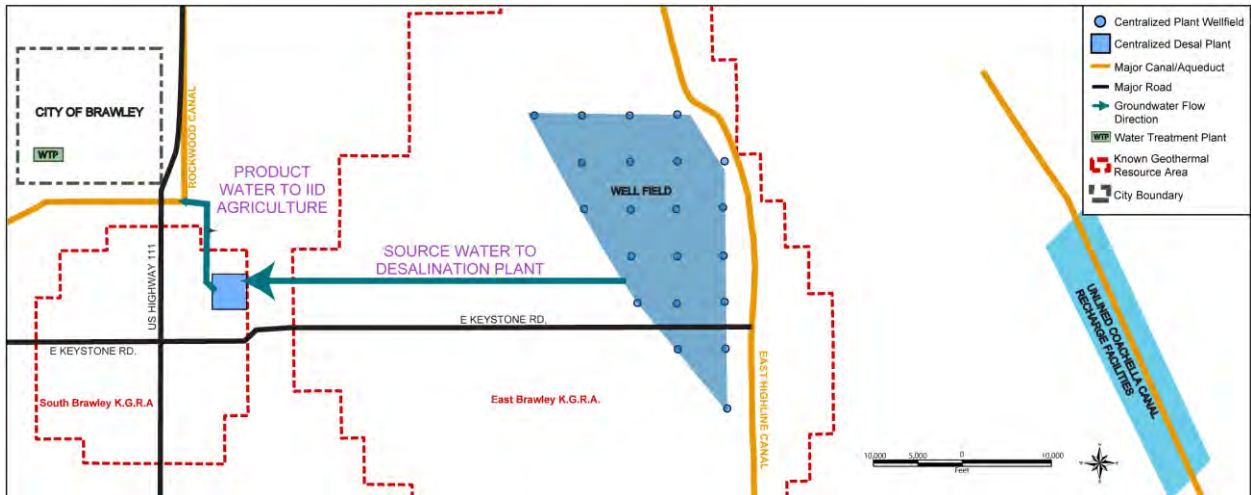 CITY OF BRAWLEY
WTP
ROCKWOOD CANAL
PRODUCT
WATER TO IID
AGRICULTURE
US HIGHWAY 111
SOURCE WATER TO
DESALINATION PLANT
WELL FIELD
E KEYSTONE RD.
E KEYSTONE RD.
South Brawley K.G.R.A
East Brawley K.G.R.A.
EAST HIGHLINE CANAL
UNLINED COACHELLA CANAL
RECHARGE FACILITIES
Centralized Plant Wellfield
Centralized Desal Plant
Major Canal/Aqueduct
Major Road
Groundwater Flow
Direction
WTP Water Treatment Plant
Known Geothermal
Resource Area
City Boundary
10,000 5,000 0 10,000
Feet